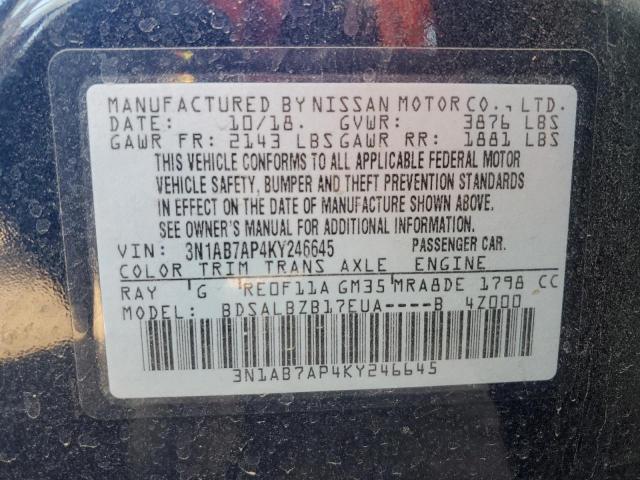 MANUFACTURED BY NISSAN MOTOR CO., LTD.
DATE: 10/18. GVWR: 3876 LBS
GAWR FR: 2143 LBS GAWR RR: 1881 LBS
THIS VEHICLE CONFORMS TO ALL APPLICABLE FEDERAL MOTOR
VEHICLE SAFETY, BUMPER AND THEFT PREVENTION STANDARDS
IN EFFECT ON THE DATE OF MANUFACTURE SHOWN ABOVE.
SEE OWNER'S MANUAL FOR ADDITIONAL INFORMATION.
VIN: 3N1AB7AP4KY246645 PASSENGER CAR.
COLOR TRIM TRANS AXLE ENGINE
RAY G RE0F11A GM35 MRA8DE 1798 CC
MODEL: BDSALBZB17EUA----B 4Z000
3N1AB7AP4KY246645